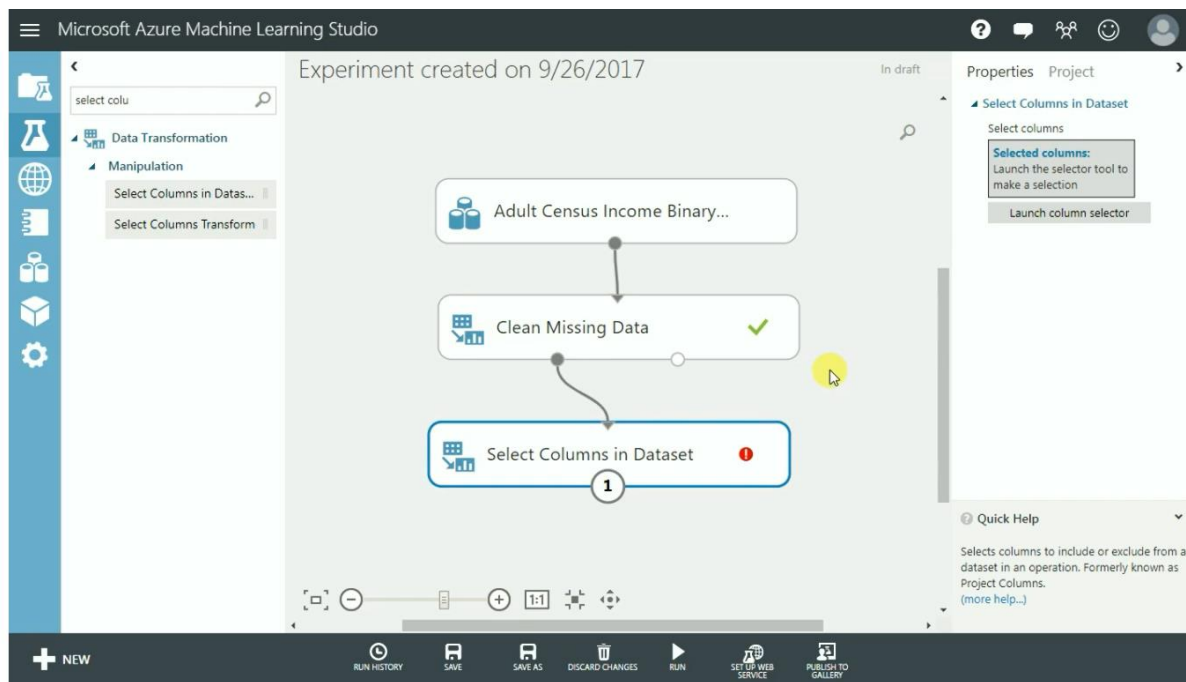 Microsoft Azure Machine Learning Studio
select colu
Data Transformation
Manipulation
Select Columns in Datas...
Select Columns Transform
Experiment created on 9/26/2017
In draft
Adult Census Income Binary...
Clean Missing Data
Select Columns in Dataset
1
1:1
Properties Project
Select Columns in Dataset
Select columns
Selected columns:
Launch the selector tool to
make a selection
Launch column selector
Quick Help
Selects columns to include or exclude from a
dataset in an operation. Formerly known as
Project Columns.
(more help...)
NEW
RUN HISTORY
SAVE
SAVE AS
DISCARD CHANGES
RUN
SET UP WEB
SERVICE
PUBLISH TO
GALLERY